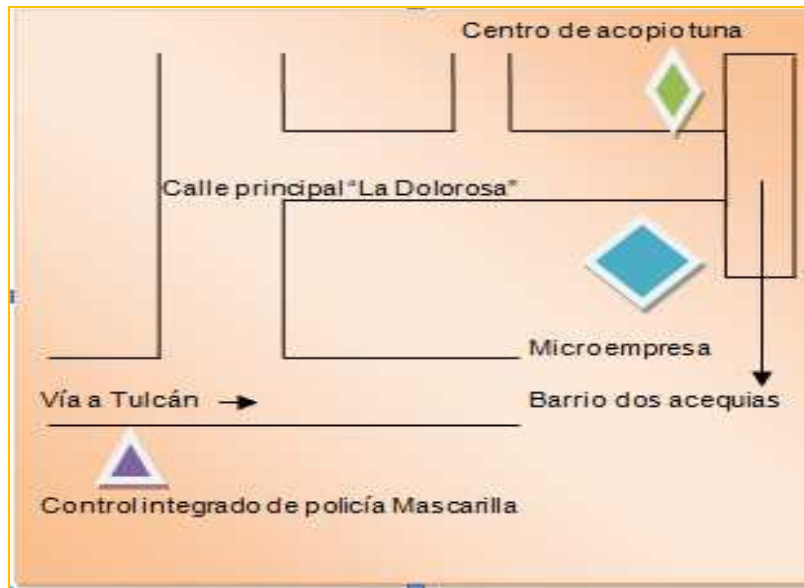 Centro de acopio tuna
Calle principal "La Dolorosa"
Microempresa
Vía a Tulcán
Barrio dos acequias
Control integrado de policía Mascarilla